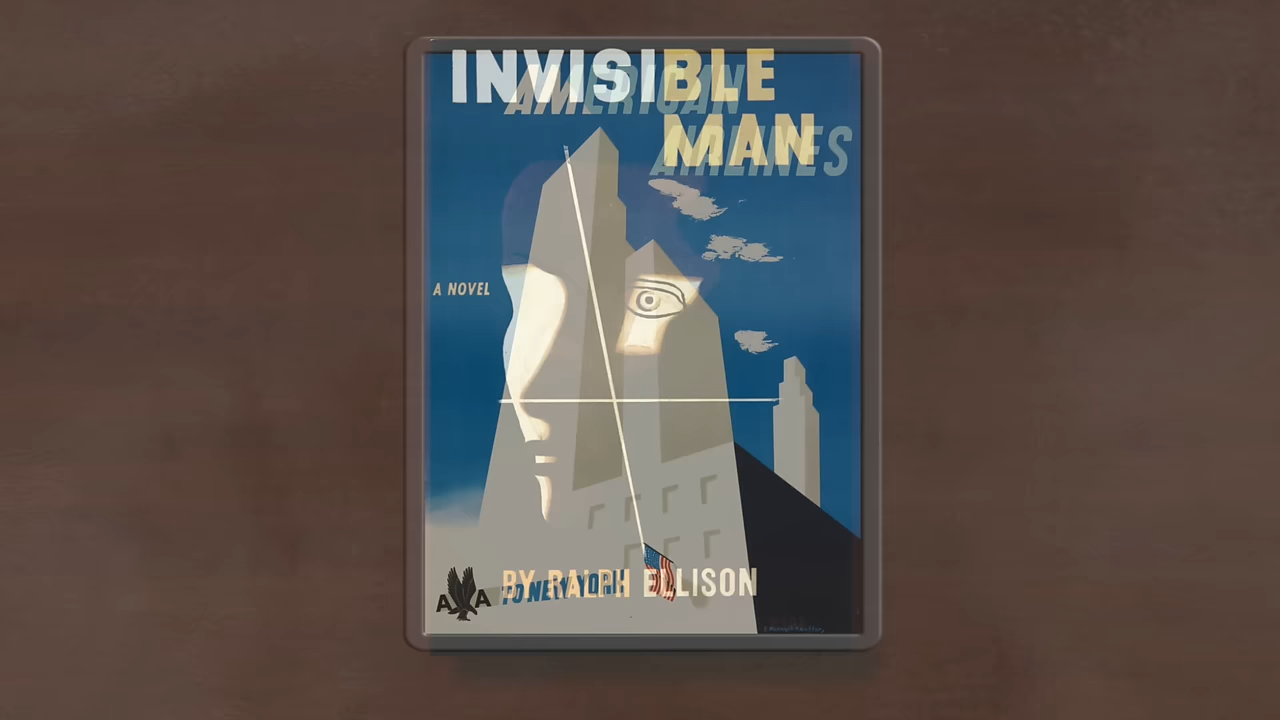 INVISIBLE
AMERICAN
MAN
AIRLINES
A NOVEL
BY RALPH ELLISON
TO NEW YORK
A A